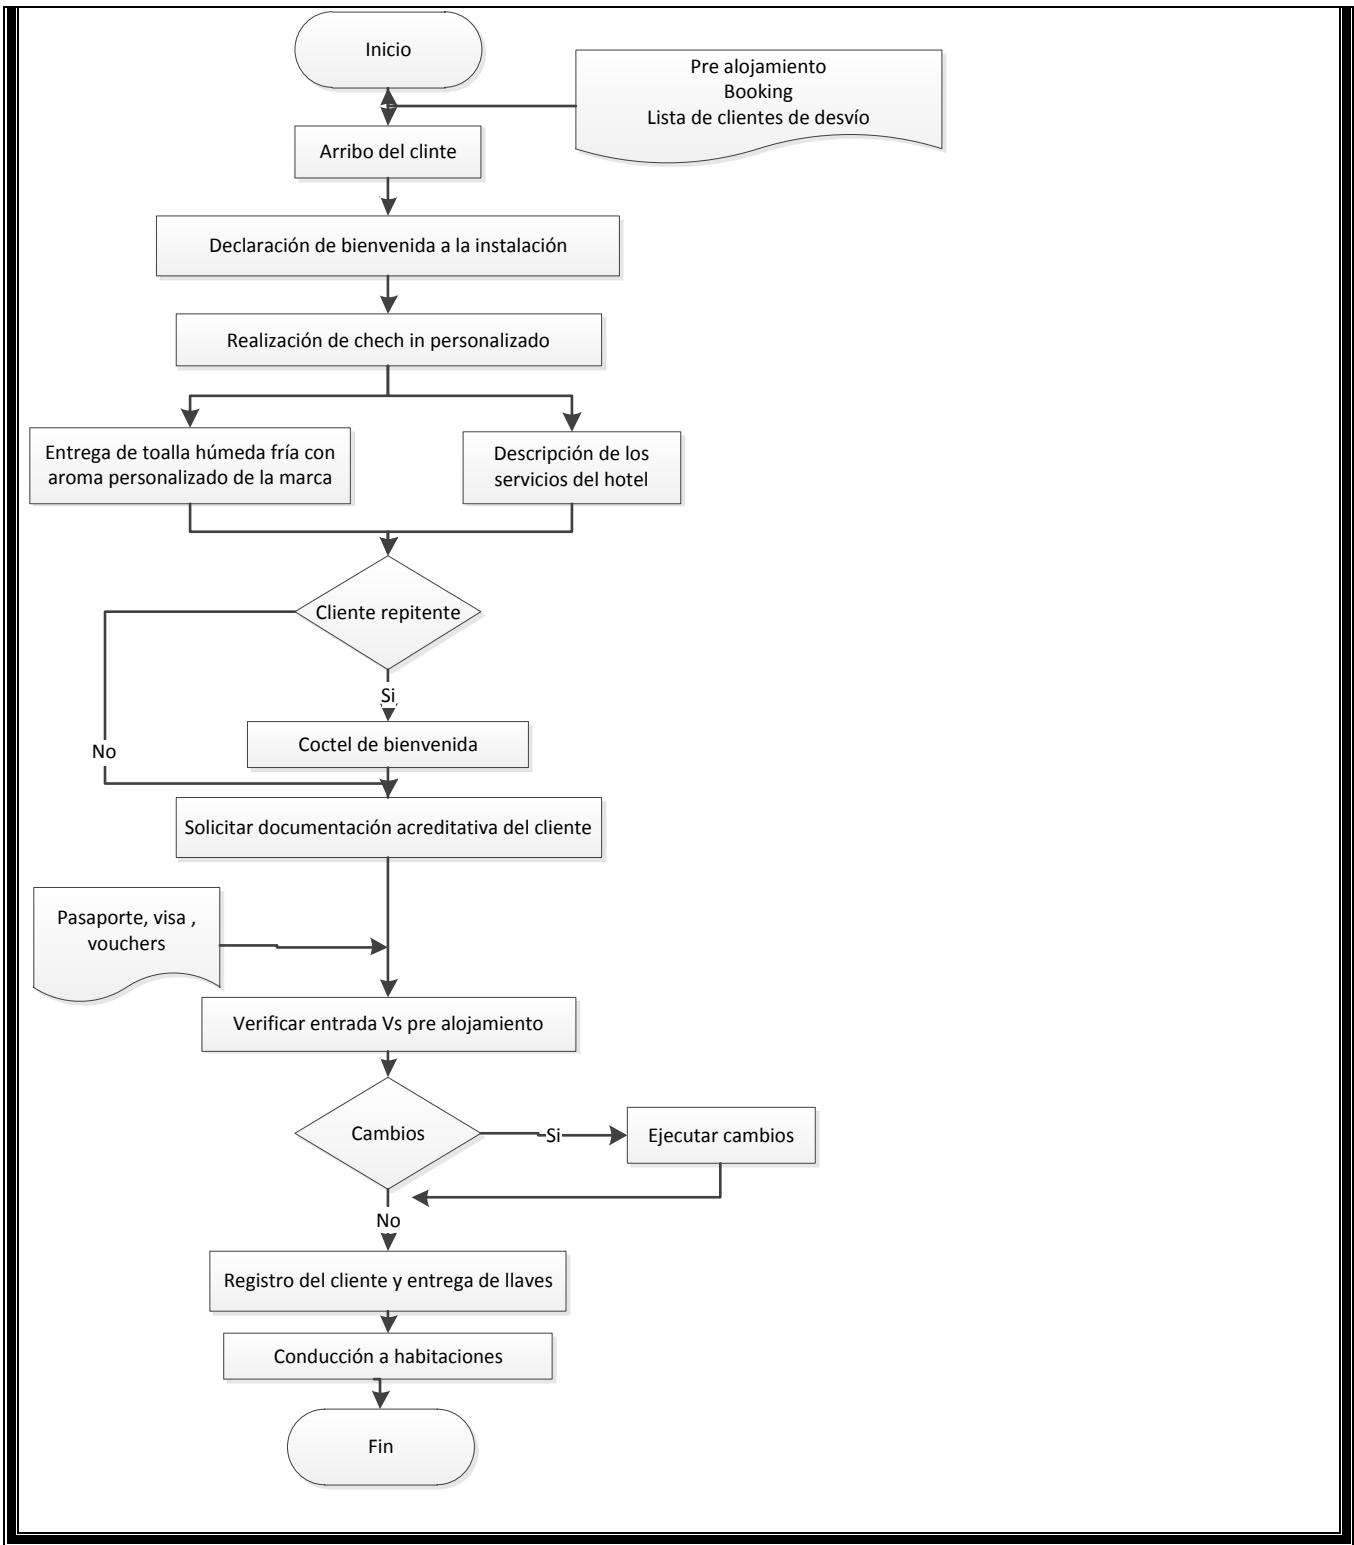 Inicio
Pre alojamiento
Booking
Lista de clientes de desvío
Arribo del clinte
Declaración de bienvenida a la instalación
Realización de chech in personalizado
Entrega de toalla húmeda fría con
aroma personalizado de la marca
Descripción de los
servicios del hotel
Cliente repitente
Si
No
Coctel de bienvenida
Solicitar documentación acreditativa del cliente
Pasaporte, visa ,
vouchers
Verificar entrada Vs pre alojamiento
Cambios
Si
Ejecutar cambios
No
Registro del cliente y entrega de llaves
Conducción a habitaciones
Fin